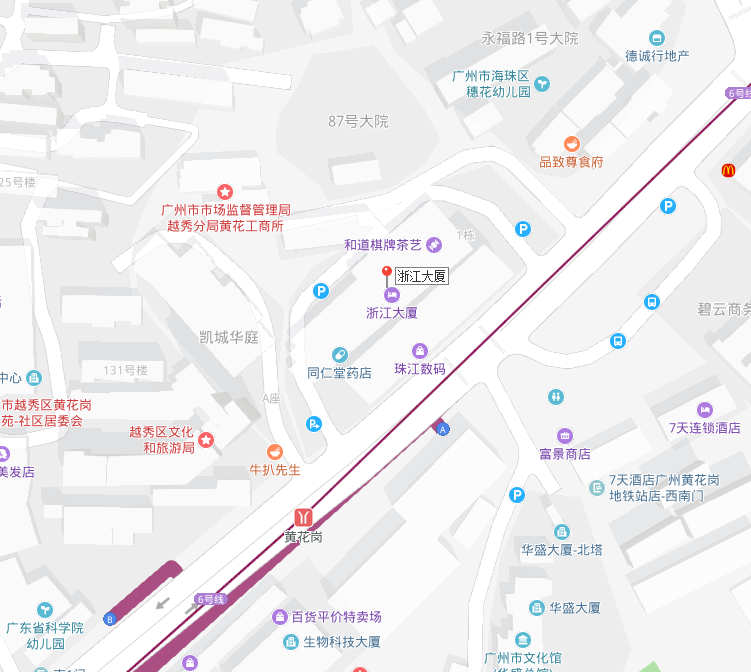 永福路1号大院
德诚行地产
广州市海珠区
穗花幼儿园
6号线
87号大院
品致尊食府
25号楼
广州市市场监督管理局
越秀分局黄花工商所
P
P
1栋
和道棋牌茶艺
浙江大厦
P
浙江大厦
碧云商务
凯城华庭
131号楼
同仁堂药店
珠江数码
中心
A座
市越秀区黄花岗
苑-社区居委会
越秀区文化
和旅游局
P
A
7天连锁酒店
富景商店
美发店
牛扒先生
7天酒店广州黄花岗
地铁站店-西南门
P
黄花岗
华盛大厦-北塔
6号线
B
广东省科学院
幼儿园
百货平价特卖场
生物科技大厦
华盛大厦
广州市文化馆